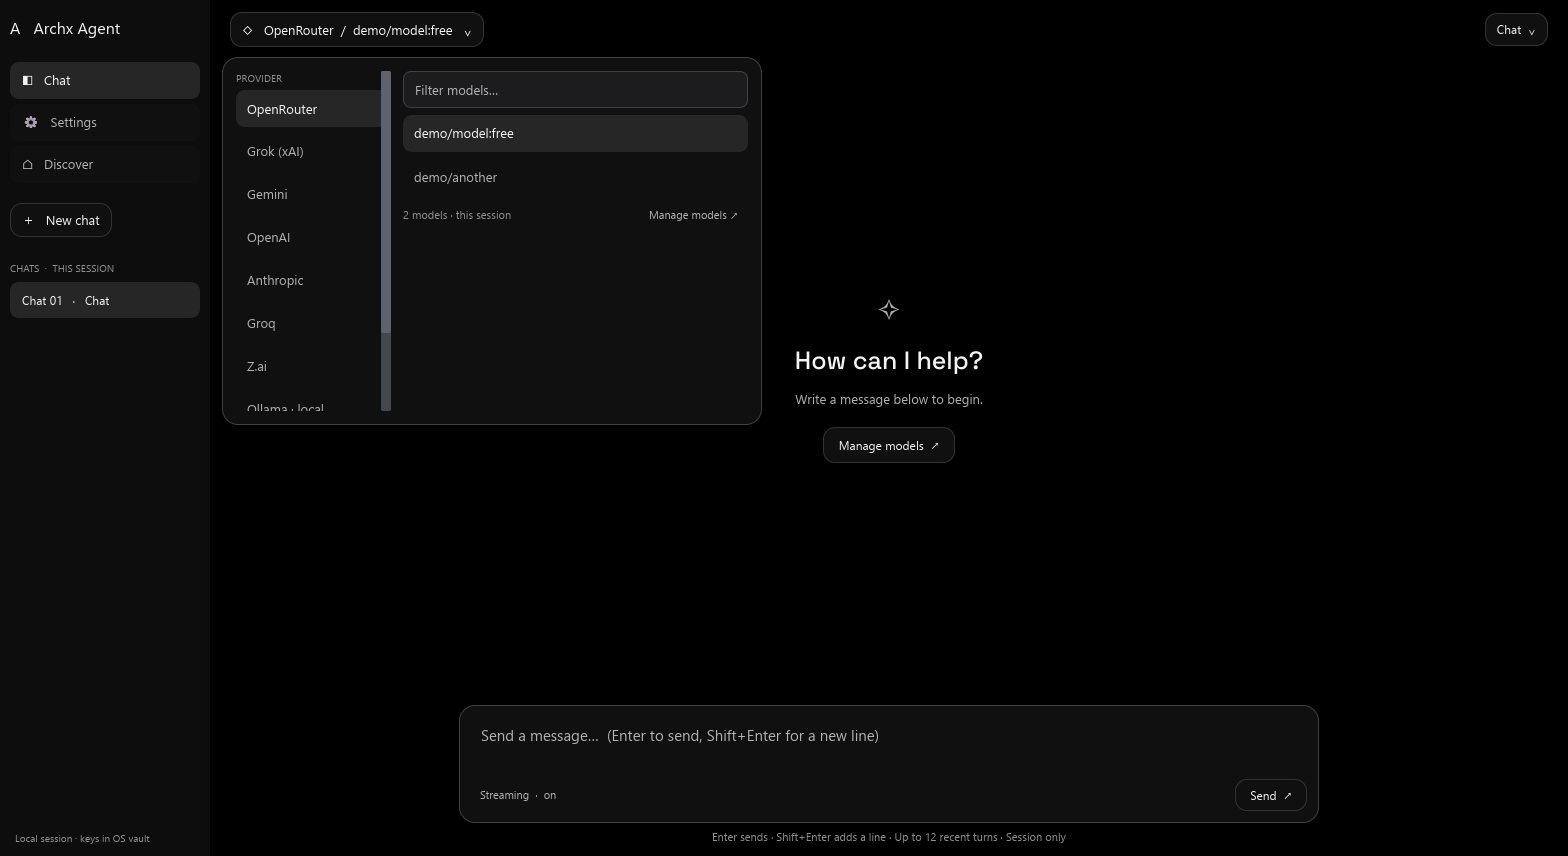 A Archx Agent
Chat
Settings
Discover
+ New chat
CHATS · THIS SESSION
Chat 01 · Chat
Local session · keys in OS vault
OpenRouter / demo/model:free
Chat
PROVIDER
OpenRouter
Grok (xAI)
Gemini
OpenAI
Anthropic
Groq
Z.ai
Ollama · local
Filter models...
demo/model:free
demo/another
2 models · this session
Manage models ↗
How can I help?
Write a message below to begin.
Manage models ↗
Send a message... (Enter to send, Shift+Enter for a new line)
Streaming · on
Send ↗
Enter sends · Shift+Enter adds a line · Up to 12 recent turns · Session only